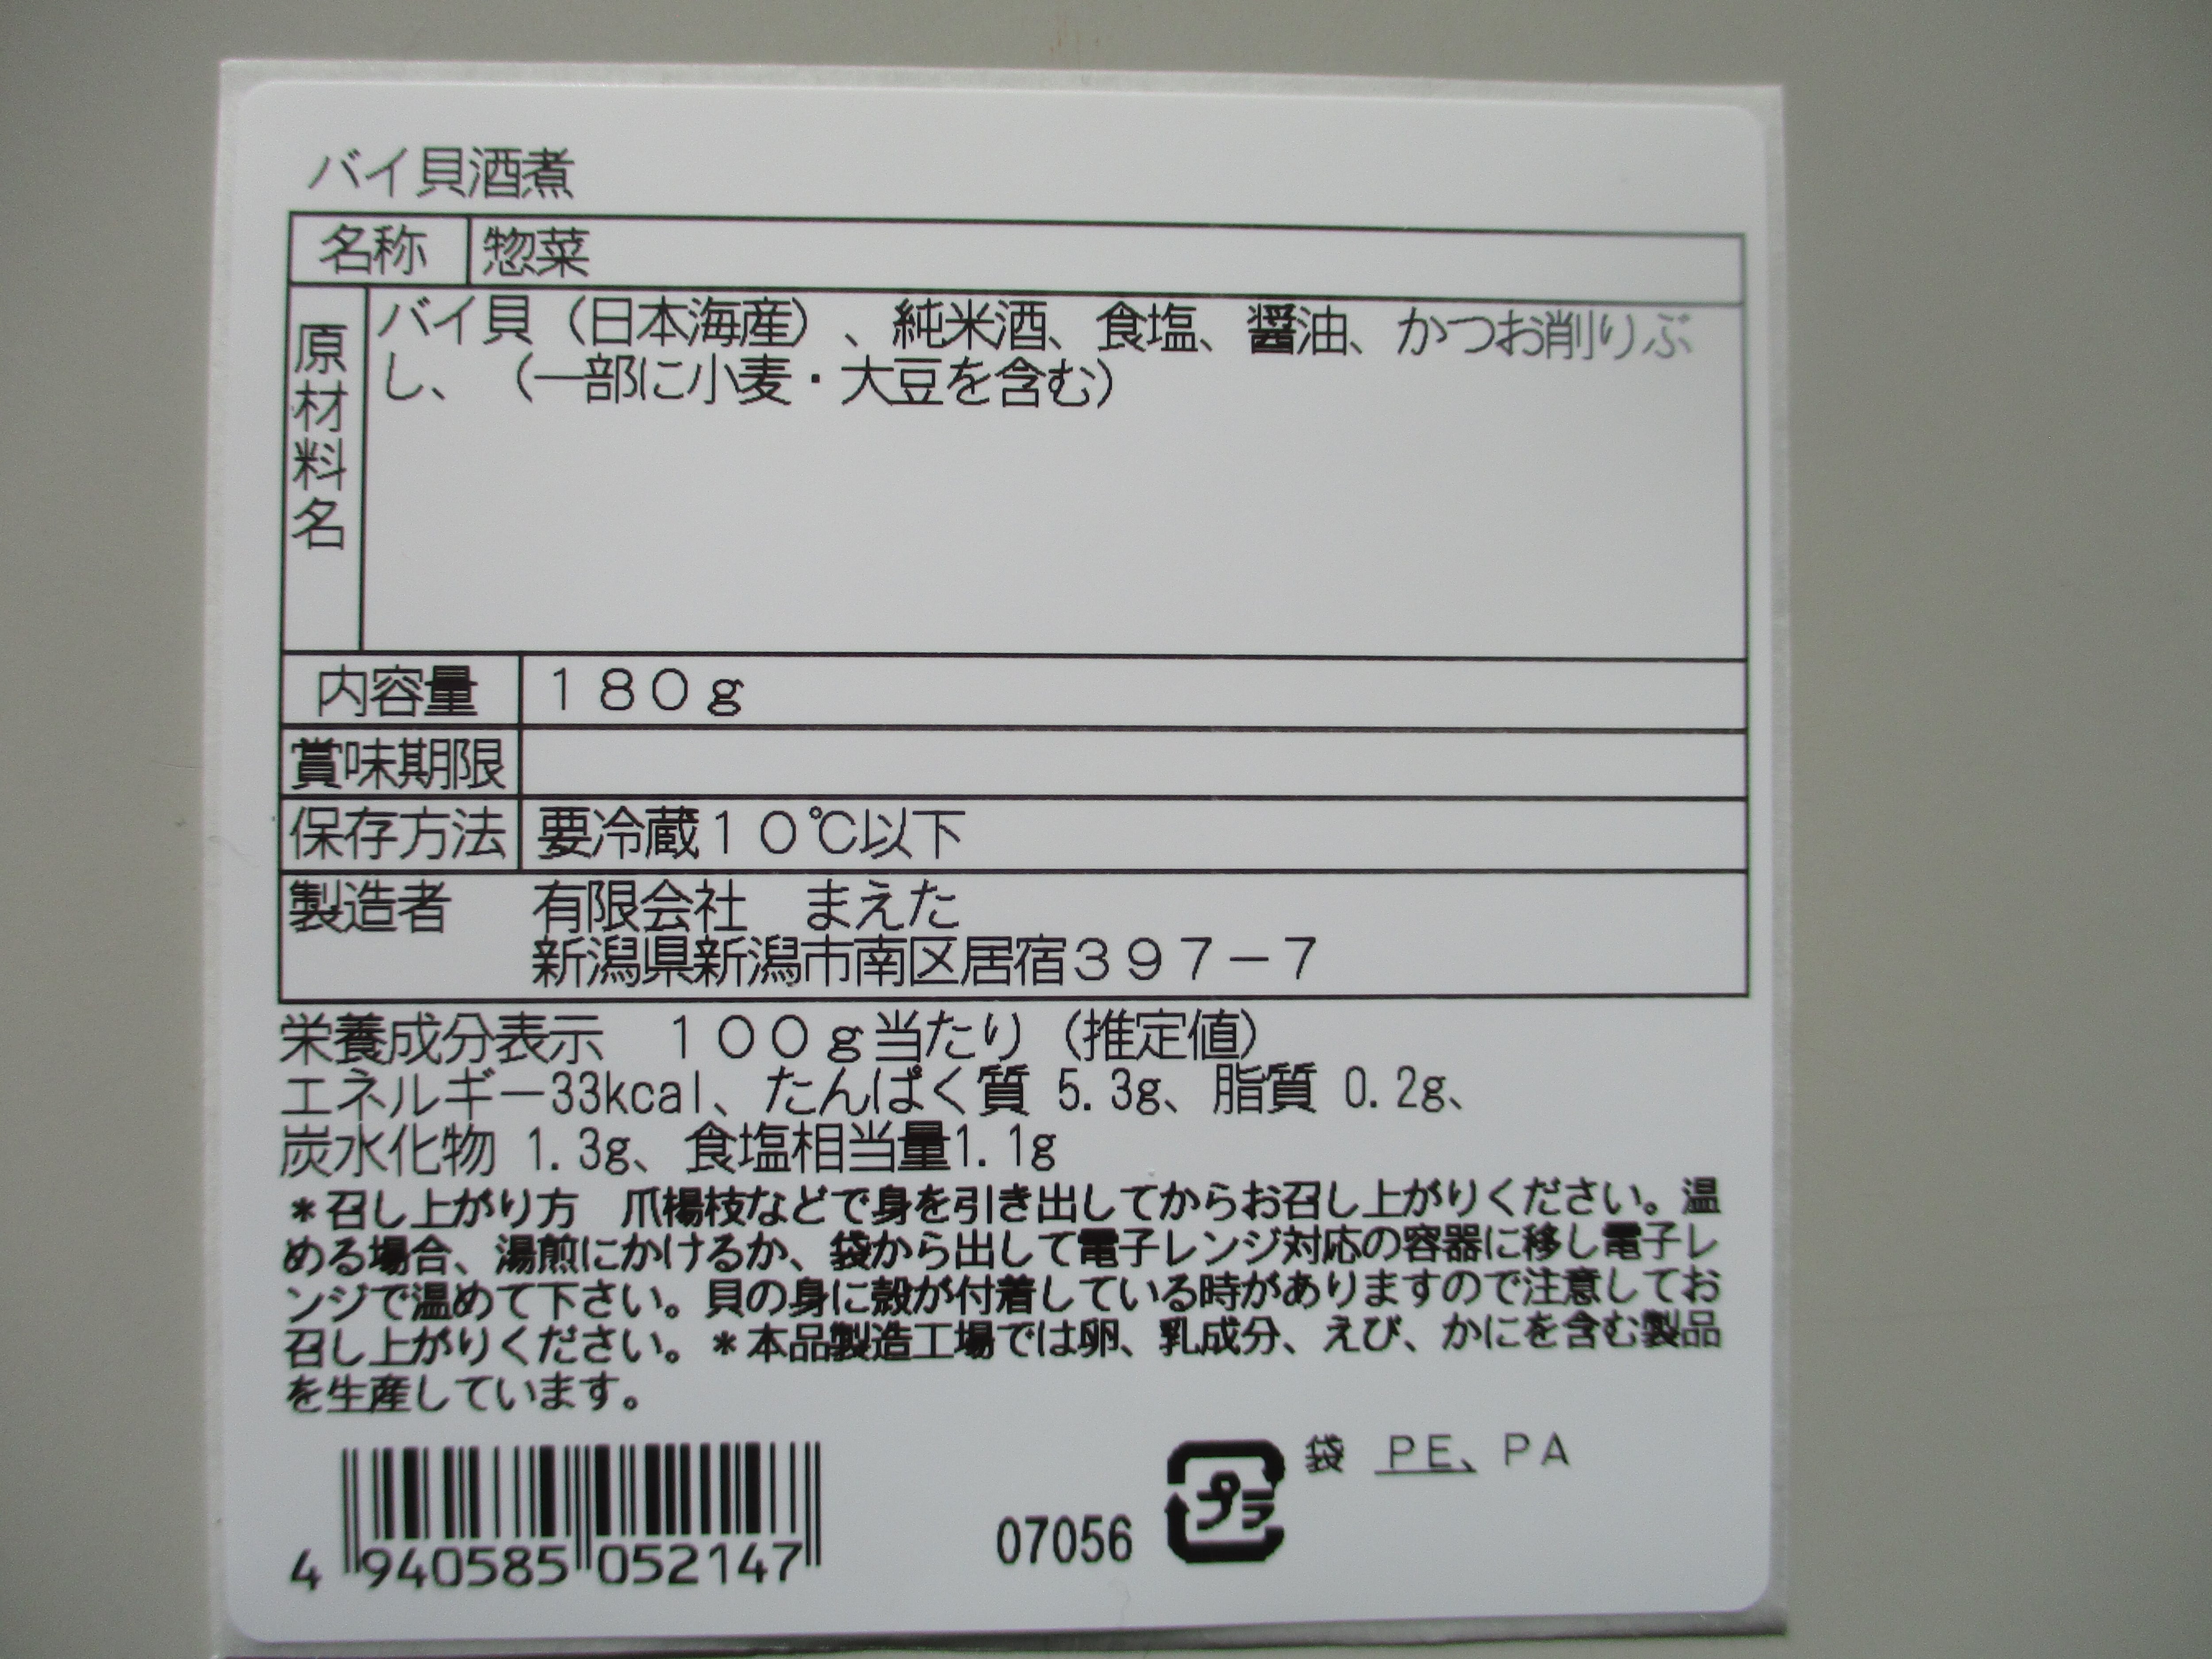 バイ貝酒煮
名称 惣菜
原材料名 バイ貝（日本海産）、純米酒、食塩、醤油、かつお削りぶ
し、（一部に小麦・大豆を含む）
内容量 １８０ｇ
賞味期限
保存方法 要冷蔵１０℃以下
製造者 有限会社　まえた
新潟県新潟市南区居宿３９７－７
栄養成分表示　１００ｇ当たり（推定値）
エネルギー33kcal、たんぱく質 5.3g、脂質 0.2g、
炭水化物 1.3g、食塩相当量1.1g
＊召し上がり方　爪楊枝などで身を引き出してからお召し上がりください。温
める場合、湯煎にかけるか、袋から出して電子レンジ対応の容器に移し電子レ
ンジで温めて下さい。貝の身に殻が付着している時がありますので注意してお
召し上がりください。＊本品製造工場では卵、乳成分、えび、かにを含む製品
を生産しています。
袋 PE、PA
プラ
07056
4 940585 052147